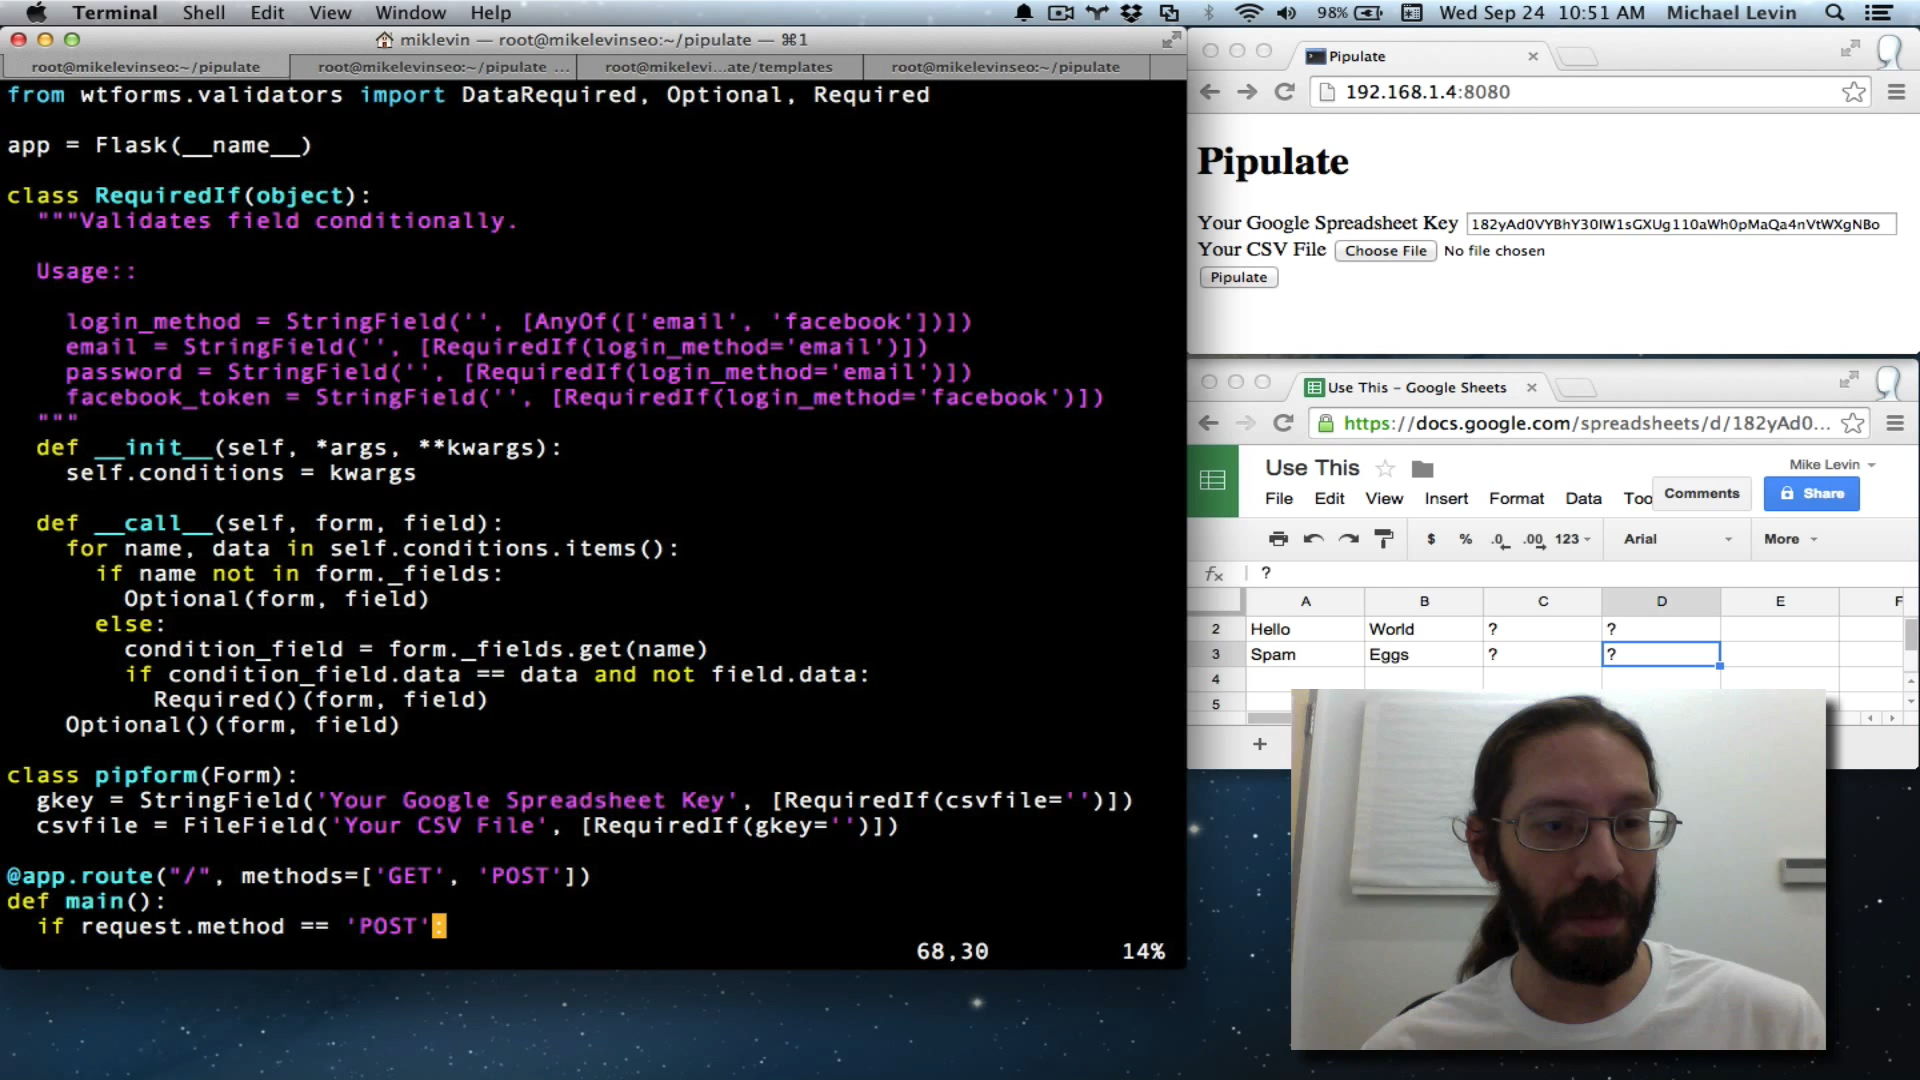 Terminal Shell Edit View Window Help 98% Wed Sep 24 10:51 AM Michael Levin
miklevin — root@mikelevinseo:~/pipulate — ⌘1
root@mikelevinseo:~/pipulate root@mikelevinseo:~/pipulate ... root@mikelevi...ate/templates root@mikelevinseo:~/pipulate
from wtforms.validators import DataRequired, Optional, Required
app = Flask(__name__)
class RequiredIf(object):
"""Validates field conditionally.
Usage::
login_method = StringField('', [AnyOf(['email', 'facebook'])])
email = StringField('', [RequiredIf(login_method='email')])
password = StringField('', [RequiredIf(login_method='email')])
facebook_token = StringField('', [RequiredIf(login_method='facebook')])
"""
def __init__(self, *args, **kwargs):
self.conditions = kwargs
def __call__(self, form, field):
for name, data in self.conditions.items():
if name not in form._fields:
Optional(form, field)
else:
condition_field = form._fields.get(name)
if condition_field.data == data and not field.data:
Required()(form, field)
Optional()(form, field)
class pipform(Form):
gkey = StringField('Your Google Spreadsheet Key', [RequiredIf(csvfile='')])
csvfile = FileField('Your CSV File', [RequiredIf(gkey='')])
@app.route("/", methods=['GET', 'POST'])
def main():
if request.method == 'POST':
68,30 14%
Pipulate
192.168.1.4:8080
Pipulate
Your Google Spreadsheet Key 182yAd0VYBhY30IW1sGXUg110aWh0pMaQa4nVtWXgNBo
Your CSV File Choose File No file chosen
Pipulate
Use This – Google Sheets
https://docs.google.com/spreadsheets/d/182yAd0...
Use This Mike Levin
File Edit View Insert Format Data Too Comments Share
$ % .0 .00 123 Arial More
fx ?
A B C D E F
2 Hello World ? ?
3 Spam Eggs ? ?
4
5
+